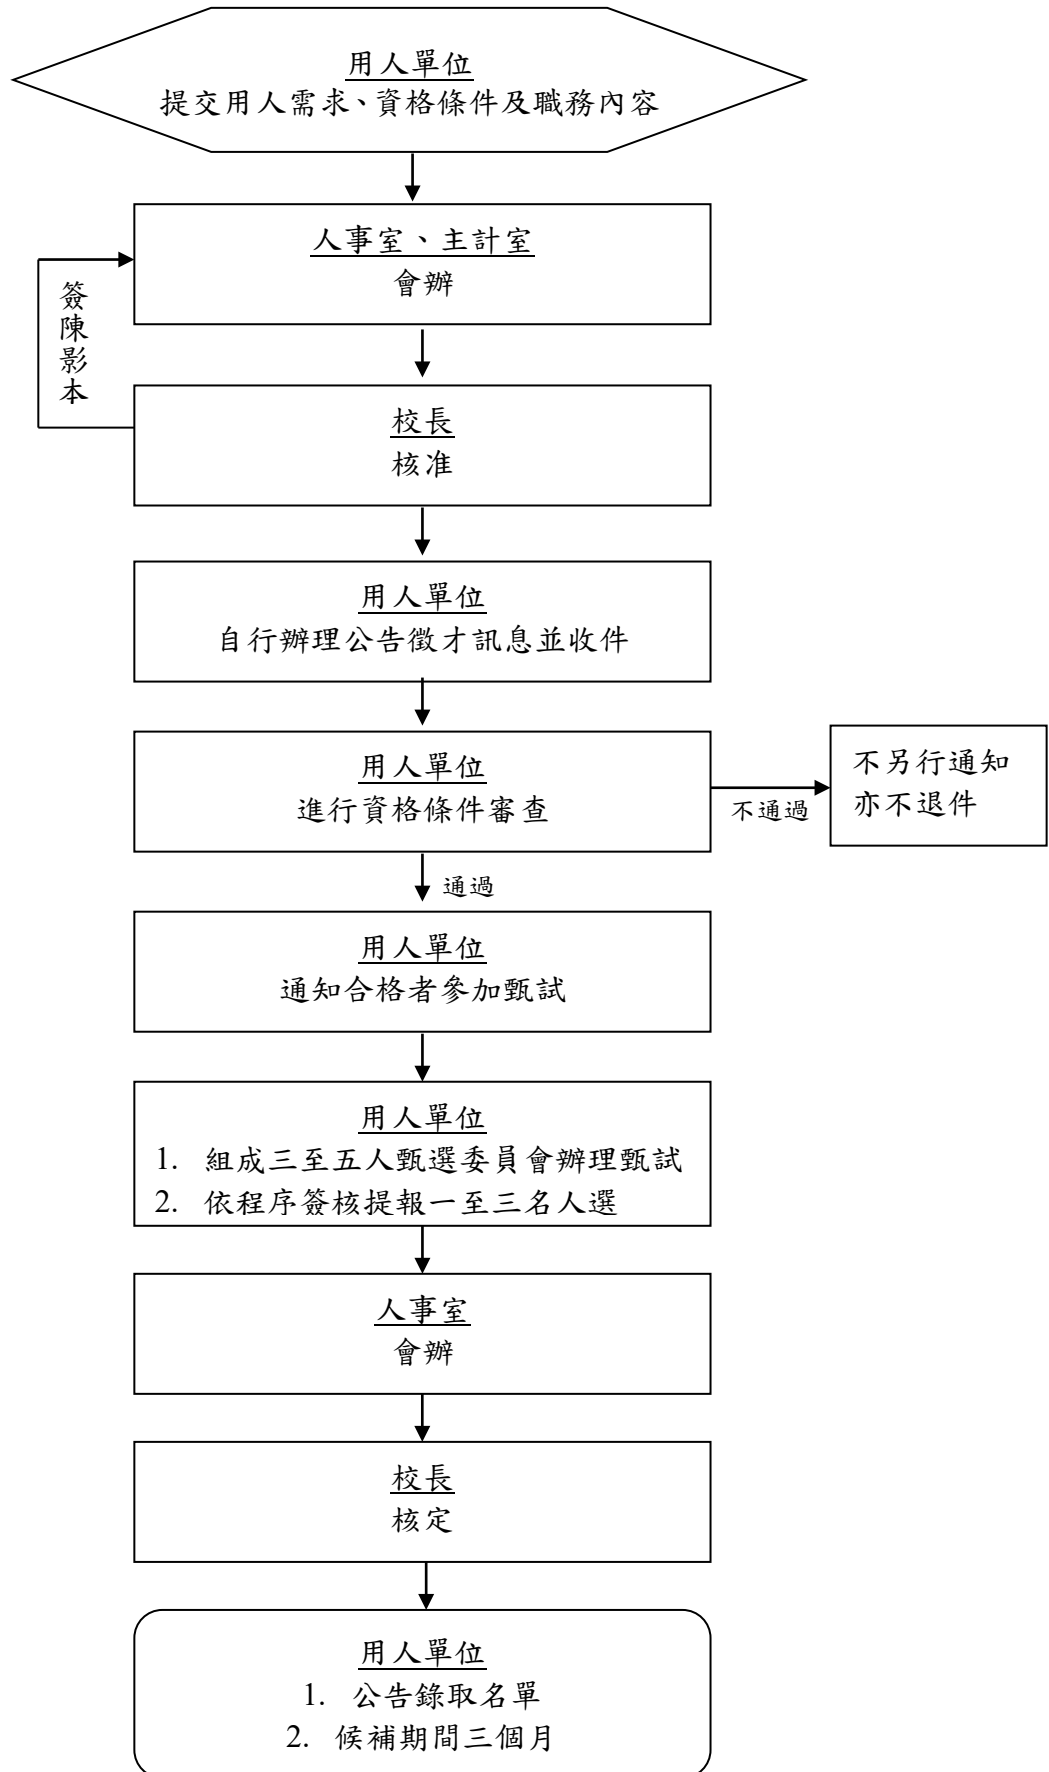 用人單位
提交用人需求、資格條件及職務內容
人事室、主計室
會辦
簽陳影本
校長
核准
用人單位
自行辦理公告徵才訊息並收件
用人單位
進行資格條件審查
不通過
不另行通知
亦不退件
通過
用人單位
通知合格者參加甄試
用人單位
1. 組成三至五人甄選委員會辦理甄試
2. 依程序簽核提報一至三名人選
人事室
會辦
校長
核定
用人單位
1. 公告錄取名單
2. 候補期間三個月